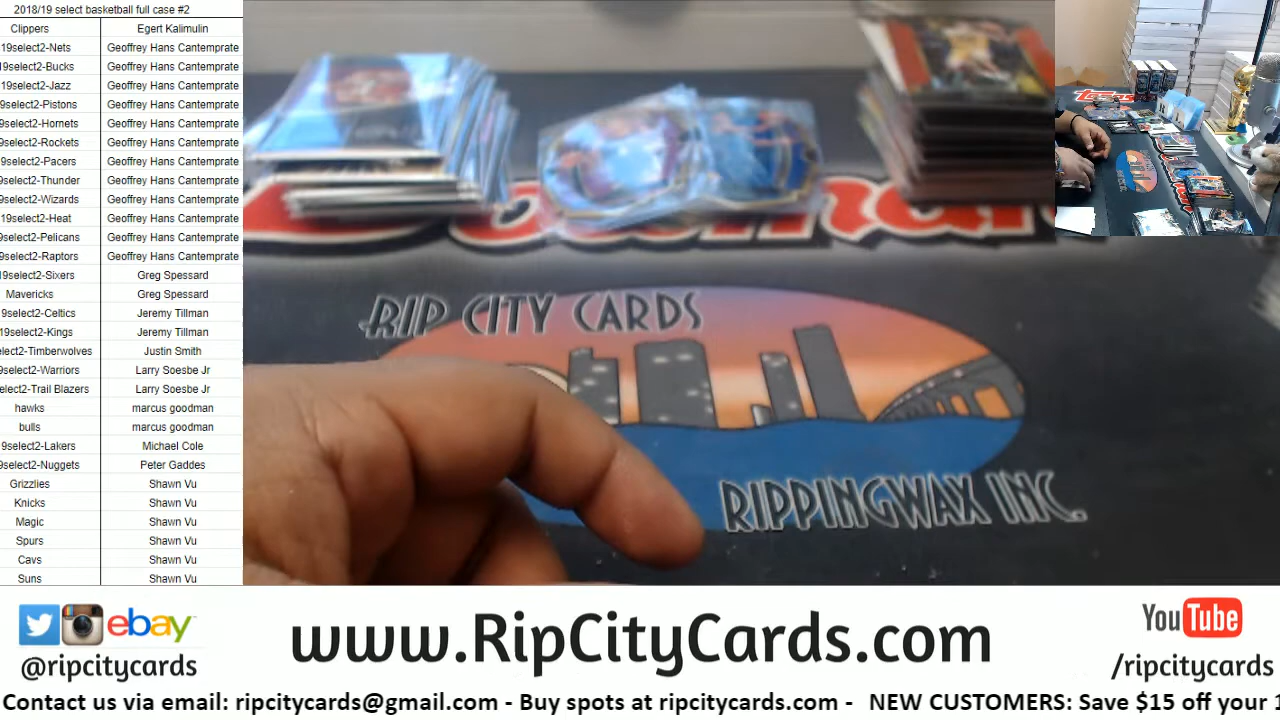 2018/19 select basketball full case #2
Clippers Egert Kalimulin
19select2-Nets Geoffrey Hans Cantemprate
19select2-Bucks Geoffrey Hans Cantemprate
19select2-Jazz Geoffrey Hans Cantemprate
9select2-Pistons Geoffrey Hans Cantemprate
9select2-Hornets Geoffrey Hans Cantemprate
9select2-Rockets Geoffrey Hans Cantemprate
9select2-Pacers Geoffrey Hans Cantemprate
9select2-Thunder Geoffrey Hans Cantemprate
9select2-Wizards Geoffrey Hans Cantemprate
19select2-Heat Geoffrey Hans Cantemprate
9select2-Pelicans Geoffrey Hans Cantemprate
9select2-Raptors Geoffrey Hans Cantemprate
19select2-Sixers Greg Spessard
Mavericks Greg Spessard
9select2-Celtics Jeremy Tillman
19select2-Kings Jeremy Tillman
elect2-Timberwolves Justin Smith
9select2-Warriors Larry Soesbe Jr
elect2-Trail Blazers Larry Soesbe Jr
hawks marcus goodman
bulls marcus goodman
9select2-Lakers Michael Cole
9select2-Nuggets Peter Gaddes
Grizzlies Shawn Vu
Knicks Shawn Vu
Magic Shawn Vu
Spurs Shawn Vu
Cavs Shawn Vu
Suns Shawn Vu
RIP CITY CARDS
RIPPINGWAX INC.
ebay
@ripcitycards
www.RipCityCards.com
YouTube
/ripcitycards
Contact us via email: ripcitycards@gmail.com - Buy spots at ripcitycards.com - NEW CUSTOMERS: Save $15 off your